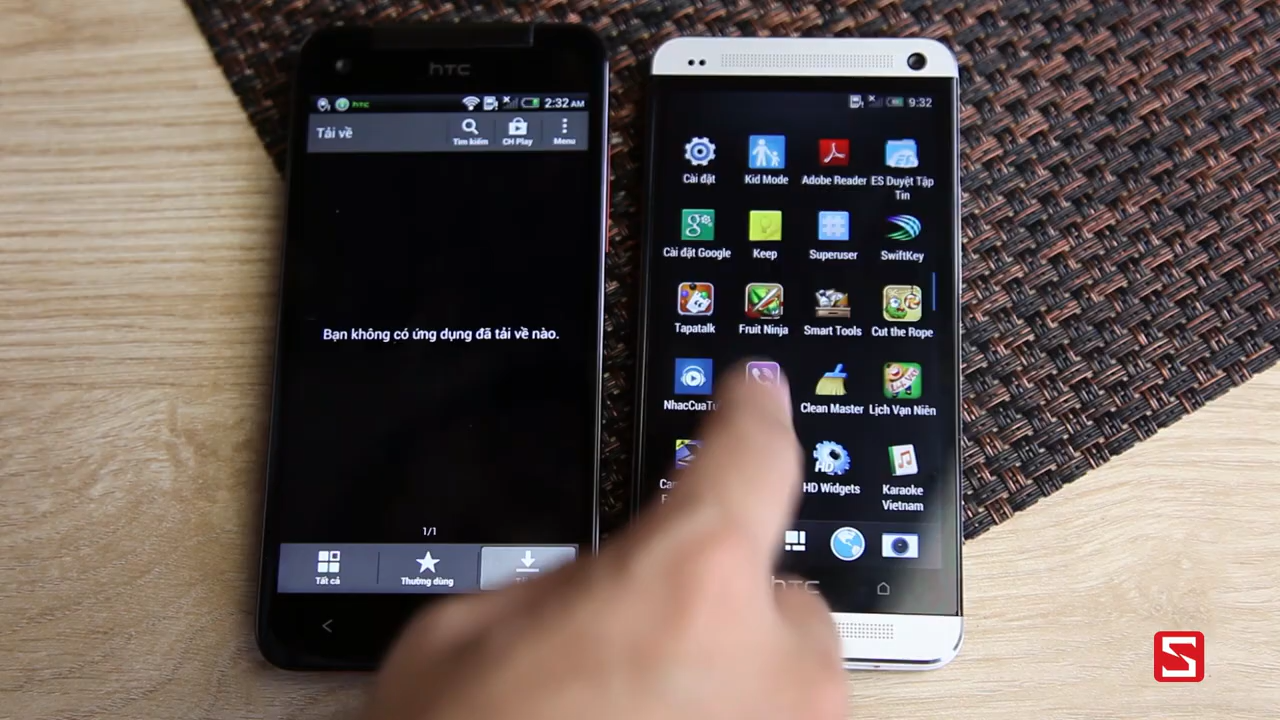 hTC
htc
2:32 AM
Tải về
Tìm kiếm
CH Play
Menu
Bạn không có ứng dụng đã tải về nào.
1/1
Tất cả
Thường dùng
9:32
Cài đặt
Kid Mode
Adobe Reader
ES Duyệt Tập
Tin
Cài đặt Google
Keep
Superuser
SwiftKey
Tapatalk
Fruit Ninja
Smart Tools
Cut the Rope
Clean Master
Lịch Vạn Niên
HD
HD Widgets
Karaoke
Vietnam
hTC
S